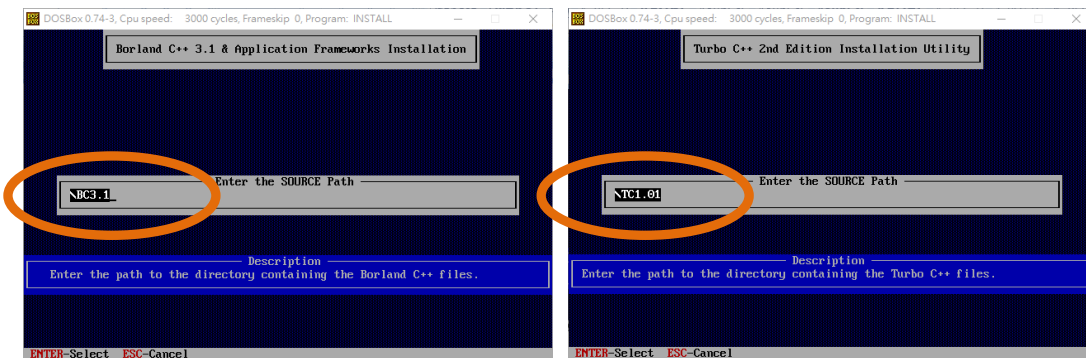 DOSBox 0.74-3, Cpu speed: 3000 cycles, Frameskip 0, Program: INSTALL
Borland C++ 3.1 & Application Frameworks Installation
Enter the SOURCE Path
\BC3.1_
Description
Enter the path to the directory containing the Borland C++ files.
ENTER-Select ESC-Cancel
DOSBox 0.74-3, Cpu speed: 3000 cycles, Frameskip 0, Program: INSTALL
Turbo C++ 2nd Edition Installation Utility
Enter the SOURCE Path
\TC1.01
Description
Enter the path to the directory containing the Turbo C++ files.
ENTER-Select ESC-Cancel